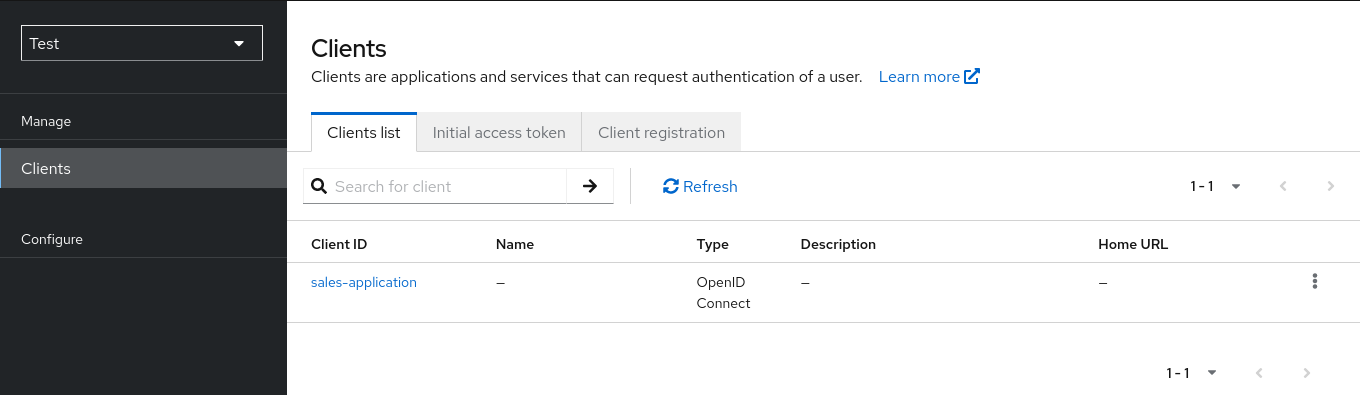 Test
Manage
Clients
Configure
Clients
Clients are applications and services that can request authentication of a user. Learn more
Clients list Initial access token Client registration
Search for client Refresh 1 - 1
Client ID Name Type Description Home URL
sales-application – OpenID Connect – –
1 - 1